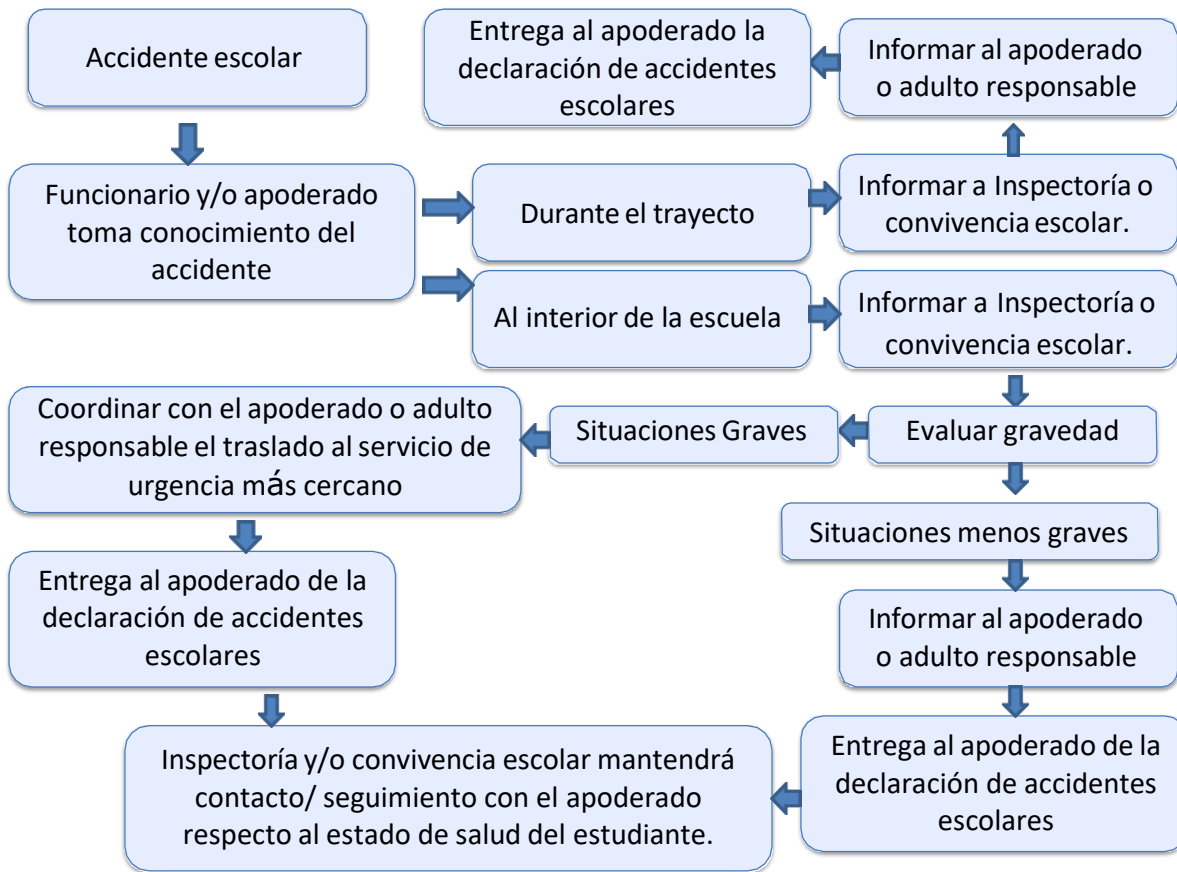 Accidente escolar
Entrega al apoderado la
declaración de accidentes
escolares
Informar al apoderado
o adulto responsable
Funcionario y/o apoderado
toma conocimiento del
accidente
Durante el trayecto
Informar a Inspectoría o
convivencia escolar.
Al interior de la escuela
Informar a Inspectoría o
convivencia escolar.
Coordinar con el apoderado o adulto
responsable el traslado al servicio de
urgencia más cercano
Situaciones Graves
Evaluar gravedad
Situaciones menos graves
Entrega al apoderado de la
declaración de accidentes
escolares
Informar al apoderado
o adulto responsable
Inspectoría y/o convivencia escolar mantendrá
contacto/ seguimiento con el apoderado
respecto al estado de salud del estudiante.
Entrega al apoderado de la
declaración de accidentes
escolares